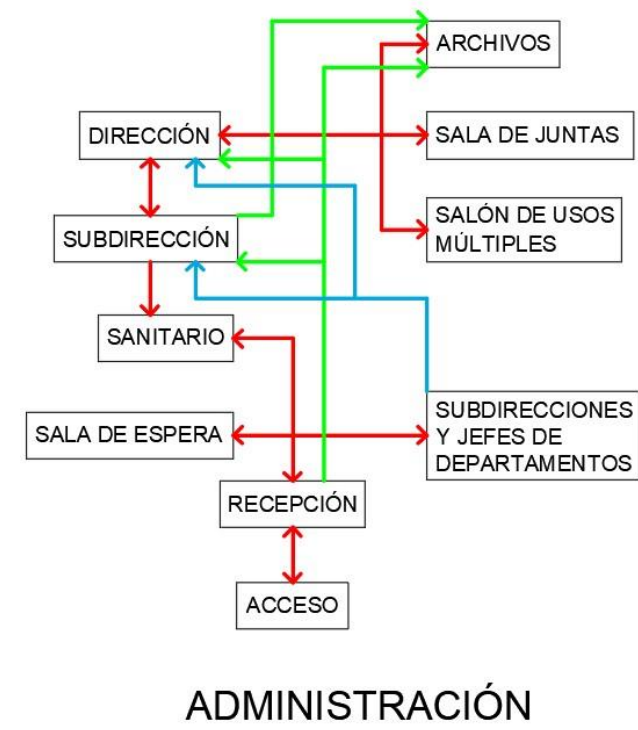 ARCHIVOS
DIRECCIÓN
SALA DE JUNTAS
SUBDIRECCIÓN
SALÓN DE USOS
MÚLTIPLES
SANITARIO
SALA DE ESPERA
SUBDIRECCIONES
Y JEFES DE
DEPARTAMENTOS
RECEPCIÓN
ACCESO
ADMINISTRACIÓN